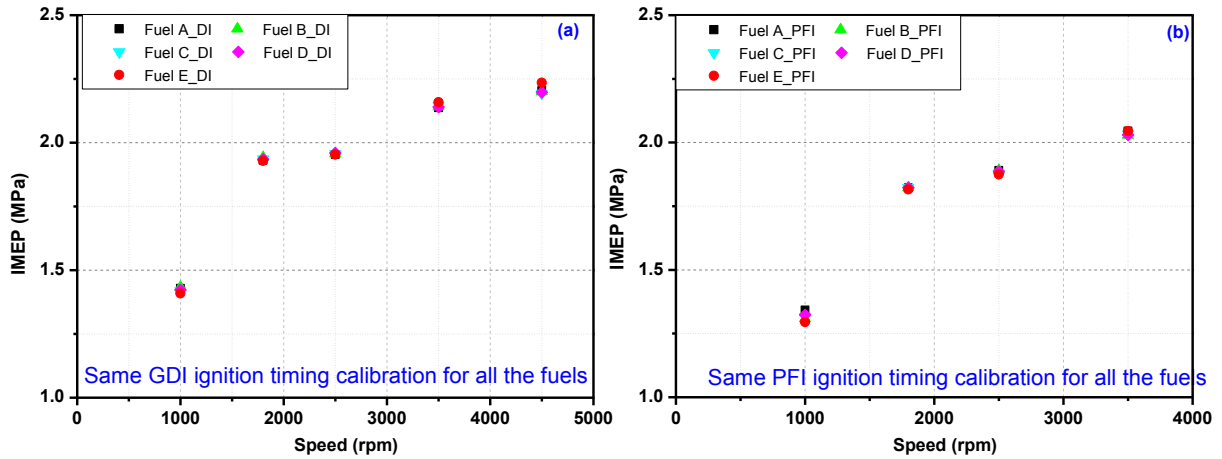 (a)
Fuel A_DI Fuel B_DI
Fuel C_DI Fuel D_DI
Fuel E_DI
2.5
2.0
1.5
1.0
IMEP (MPa)
Same GDI ignition timing calibration for all the fuels
0 1000 2000 3000 4000 5000
Speed (rpm)
(b)
Fuel A_PFI Fuel B_PFI
Fuel C_PFI Fuel D_PFI
Fuel E_PFI
2.5
2.0
1.5
1.0
IMEP (MPa)
Same PFI ignition timing calibration for all the fuels
0 1000 2000 3000 4000
Speed (rpm)